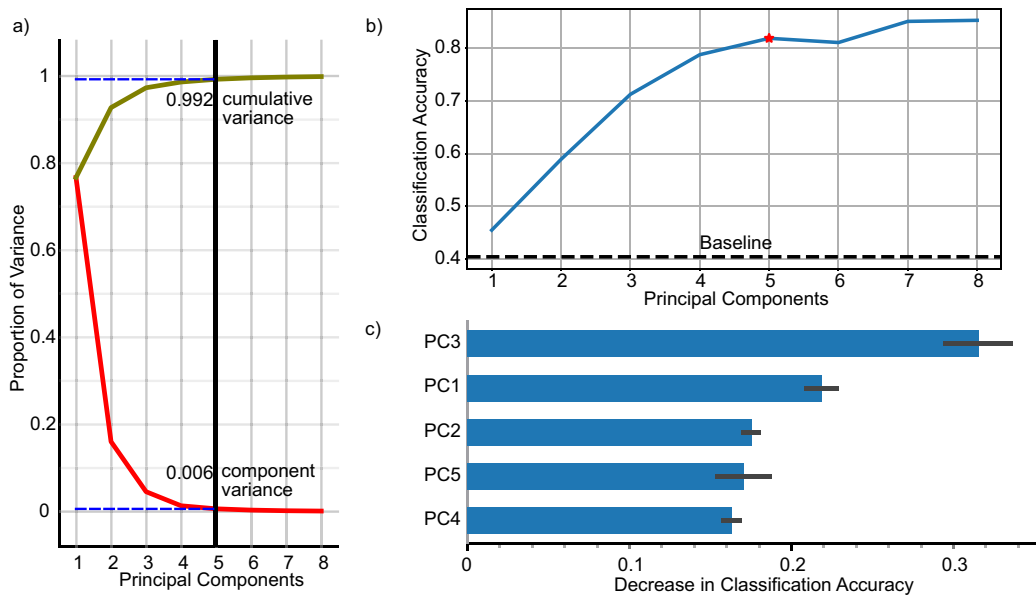 a)
Proportion of Variance
1
0.8
0.6
0.4
0.2
0
0.992 cumulative
variance
0.006 component
variance
1 2 3 4 5 6 7 8
Principal Components
b)
Classification Accuracy
0.8
0.7
0.6
0.5
0.4
Baseline
1 2 3 4 5 6 7 8
Principal Components
c)
PC3
PC1
PC2
PC5
PC4
0 0.1 0.2 0.3
Decrease in Classification Accuracy